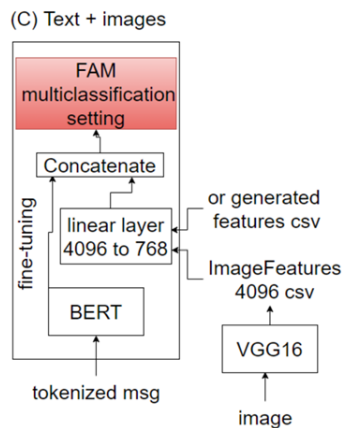 (C) Text + images
FAM
multiclassification
setting
Concatenate
fine-tuning
linear layer
4096 to 768
or generated
features csv
ImageFeatures
4096 csv
BERT
VGG16
tokenized msg
image